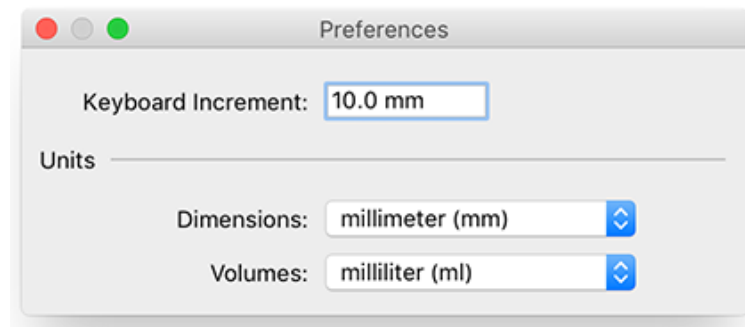 Preferences
Keyboard Increment: 10.0 mm
Units
Dimensions: millimeter (mm)
Volumes: milliliter (ml)